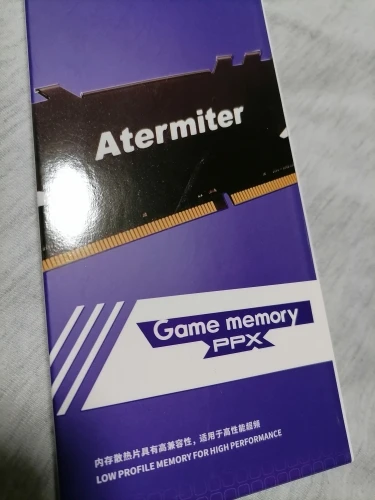 Atermiter
Game memory
PPX
内存散热片具有高兼容性，适用于高性能超频
LOW PROFILE MEMORY FOR HIGH PERFORMANCE